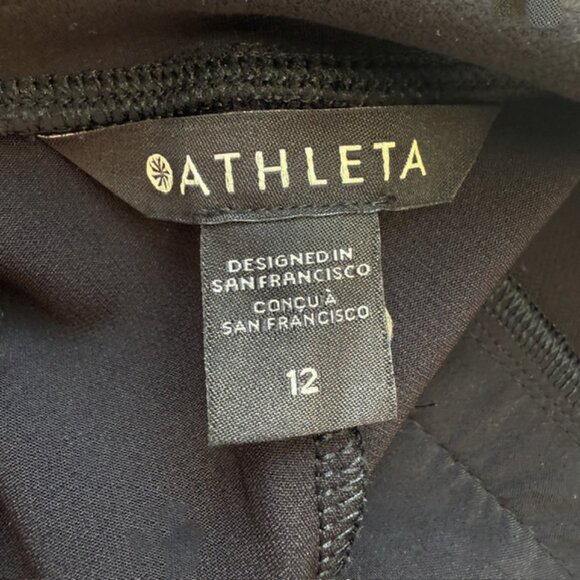 ATHLETA
DESIGNED IN
SAN FRANCISCO
CONÇU À
SAN FRANCISCO
12